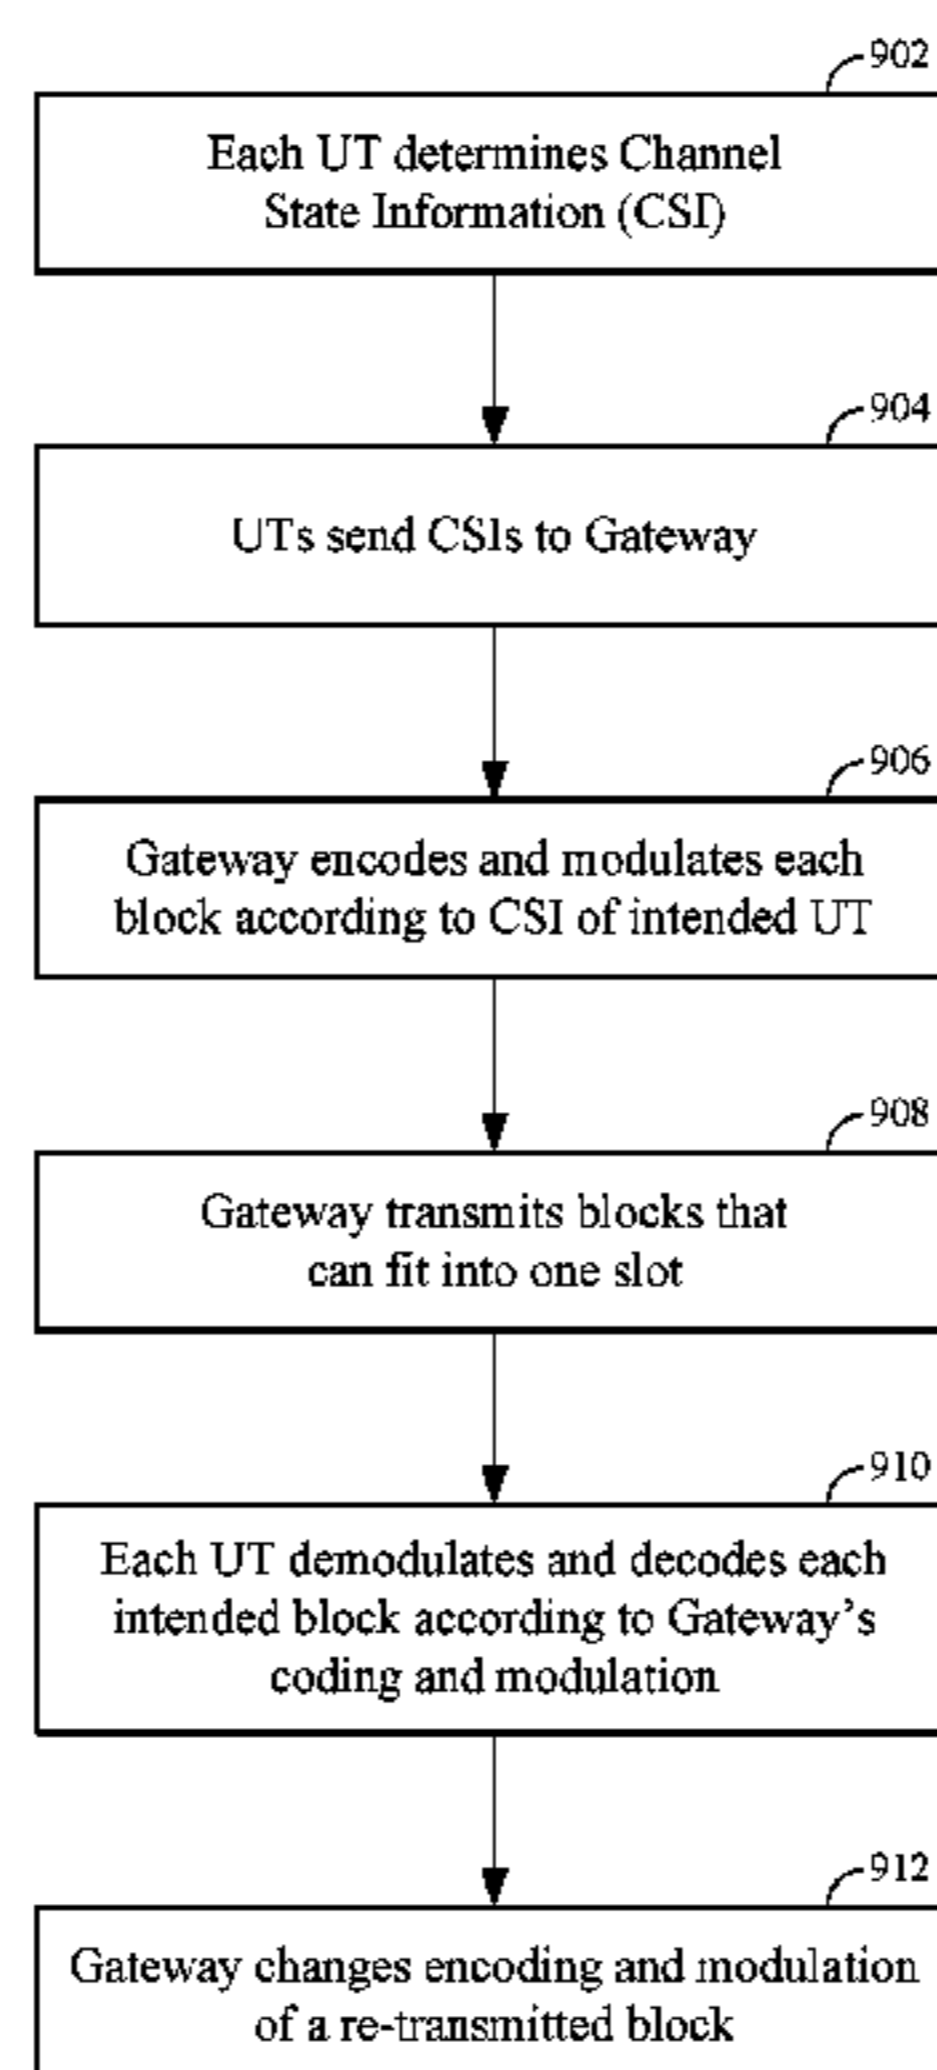 902
Each UT determines Channel
State Information (CSI)
904
UTs send CSIs to Gateway
906
Gateway encodes and modulates each
block according to CSI of intended UT
908
Gateway transmits blocks that
can fit into one slot
910
Each UT demodulates and decodes each
intended block according to Gateway’s
coding and modulation
912
Gateway changes encoding and modulation
of a re-transmitted block